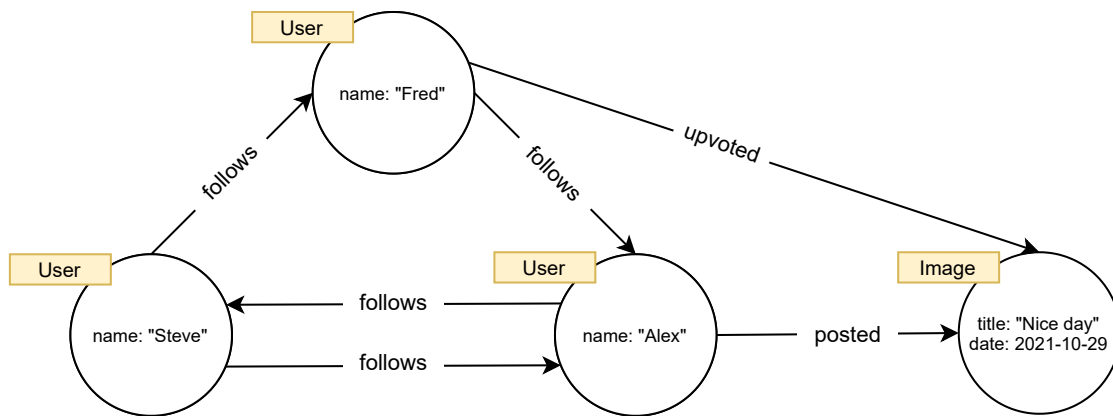 User
name: "Fred"
upvoted
follows
follows
User
User
Image
follows
name: "Steve"
name: "Alex"
posted
title: "Nice day"
date: 2021-10-29
follows